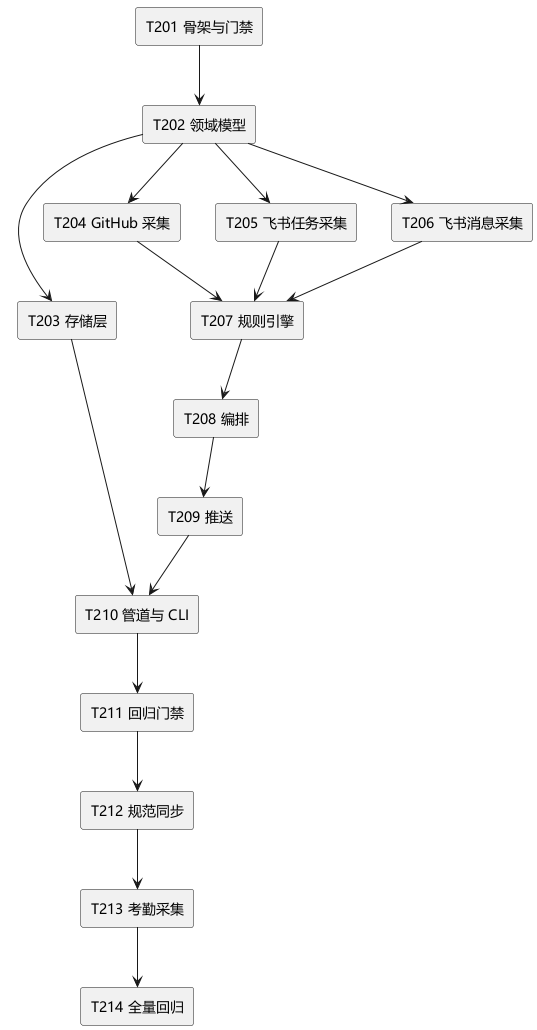 T201 骨架与门禁
T202 领域模型
T204 GitHub 采集
T205 飞书任务采集
T206 飞书消息采集
T203 存储层
T207 规则引擎
T208 编排
T209 推送
T210 管道与 CLI
T211 回归门禁
T212 规范同步
T213 考勤采集
T214 全量回归